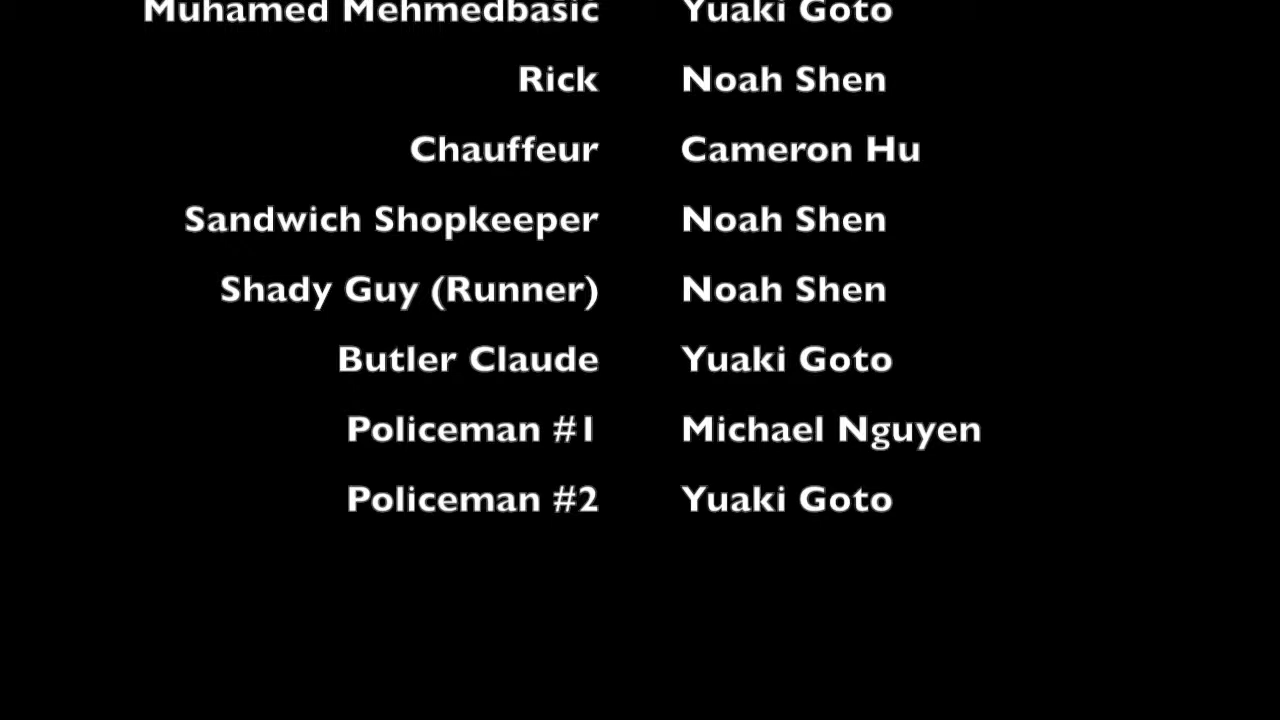 Muhamed Mehmedbašić Yuaki Goto
Rick Noah Shen
Chauffeur Cameron Hu
Sandwich Shopkeeper Noah Shen
Shady Guy (Runner) Noah Shen
Butler Claude Yuaki Goto
Policeman #1 Michael Nguyen
Policeman #2 Yuaki Goto